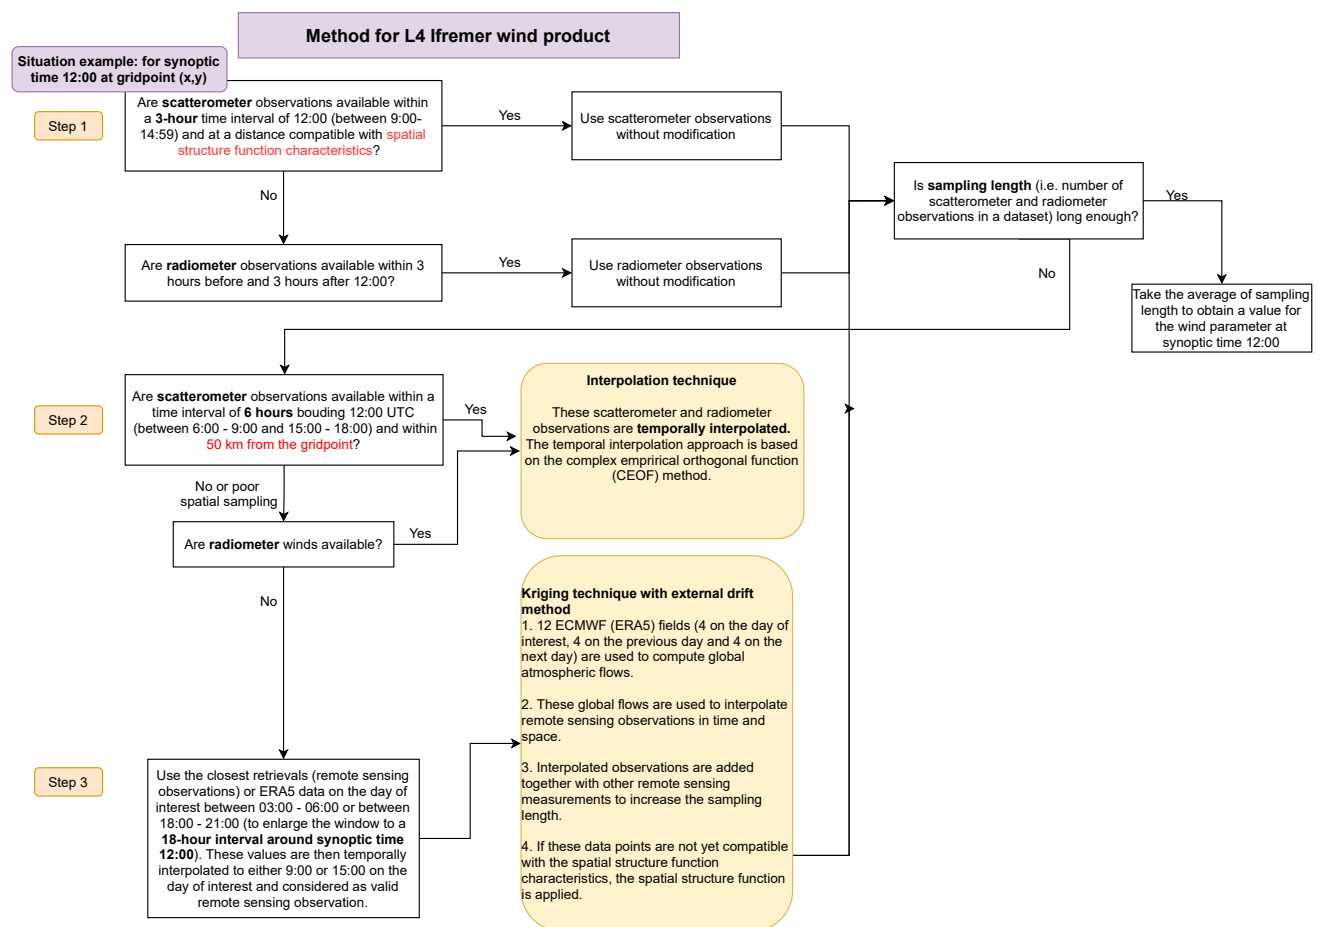 Method for L4 Ifremer wind product
Situation example: for synoptic
time 12:00 at gridpoint (x,y)
Step 1
Are scatterometer observations available within
a 3-hour time interval of 12:00 (between 9:00-
14:59) and at a distance compatible with spatial
structure function characteristics?
Yes
Use scatterometer observations
without modification
No
Are radiometer observations available within 3
hours before and 3 hours after 12:00?
Yes
Use radiometer observations
without modification
Is sampling length (i.e. number of
scatterometer and radiometer
observations in a dataset) long enough?
Yes
No
Take the average of sampling
length to obtain a value for
the wind parameter at
synoptic time 12:00
Step 2
Are scatterometer observations available within a
time interval of 6 hours bouding 12:00 UTC
(between 6:00 - 9:00 and 15:00 - 18:00) and within
50 km from the gridpoint?
Yes
No or poor
spatial sampling
Are radiometer winds available?
Yes
No
Interpolation technique
These scatterometer and radiometer
observations are temporally interpolated.
The temporal interpolation approach is based
on the complex emprirical orthogonal function
(CEOF) method.
Step 3
Use the closest retrievals (remote sensing
observations) or ERA5 data on the day of
interest between 03:00 - 06:00 or between
18:00 - 21:00 (to enlarge the window to a
18-hour interval around synoptic time
12:00). These values are then temporally
interpolated to either 9:00 or 15:00 on the
day of interest and considered as valid
remote sensing observation.
Kriging technique with external drift
method
1. 12 ECMWF (ERA5) fields (4 on the day of
interest, 4 on the previous day and 4 on the
next day) are used to compute global
atmospheric flows.
2. These global flows are used to interpolate
remote sensing observations in time and
space.
3. Interpolated observations are added
together with other remote sensing
measurements to increase the sampling
length.
4. If these data points are not yet compatible
with the spatial structure function
characteristics, the spatial structure function
is applied.